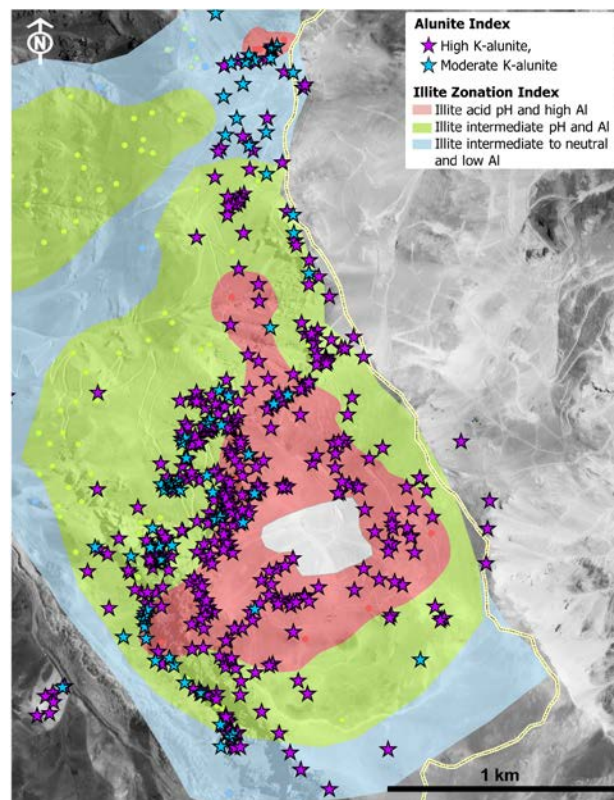 N
Alunite Index
High K-alunite,
Moderate K-alunite
Illite Zonation Index
Illite acid pH and high Al
Illite intermediate pH and Al
Illite intermediate to neutral
and low Al
1 km